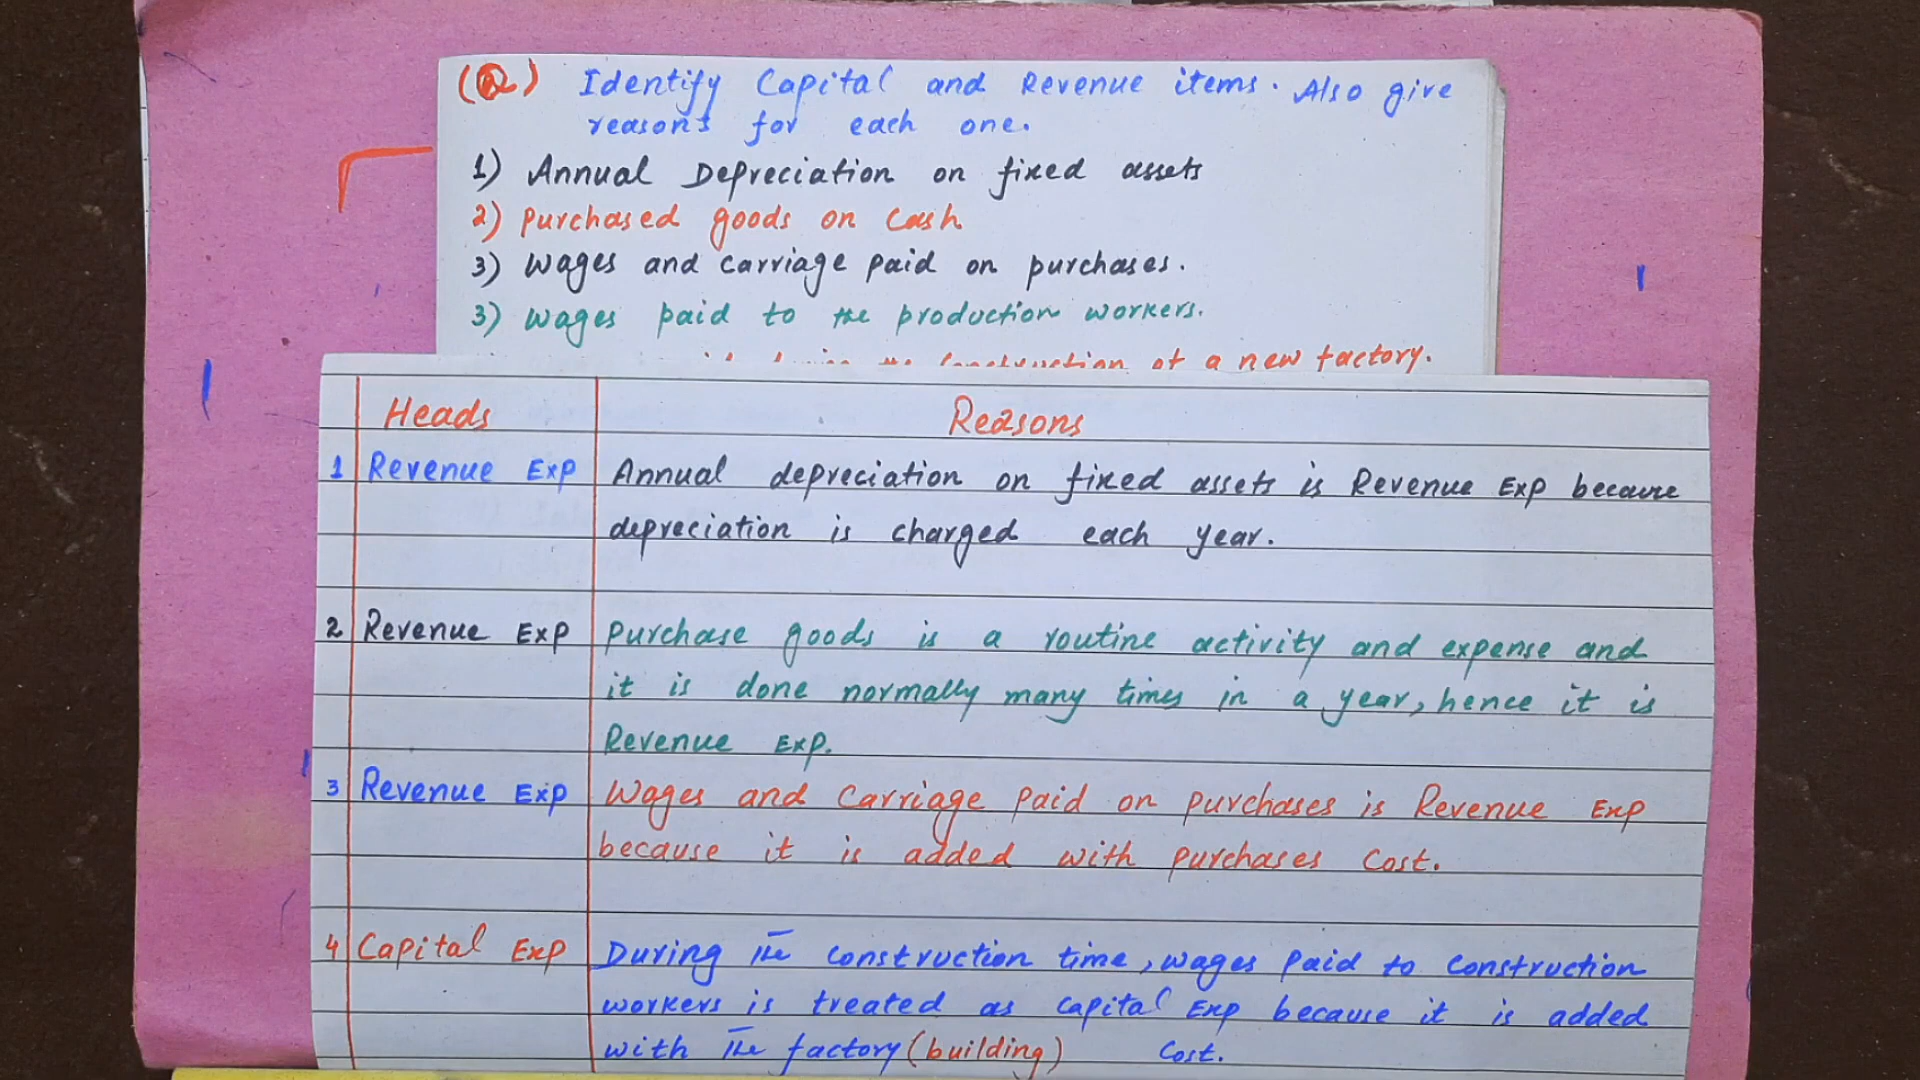 (Q) Identify Capital and Revenue items. Also give
reasons for each one.
1) Annual Depreciation on fixed assets
2) Purchased goods on Cash
3) Wages and carriage paid on purchases.
3) Wages paid to the production workers.
the Construction of a new factory.
Heads Reasons
1 Revenue Exp Annual depreciation on fixed assets is Revenue Exp because
depreciation is charged each year.
2 Revenue Exp Purchase goods is a routine activity and expense and
it is done normally many times in a year, hence it is
Revenue Exp.
3 Revenue Exp Wages and Carriage Paid on purchases is Revenue Exp
because it is added with purchases Cost.
4 Capital Exp During the construction time, wages Paid to Construction
workers is treated as Capital Exp because it is added
with the factory (building) Cost.